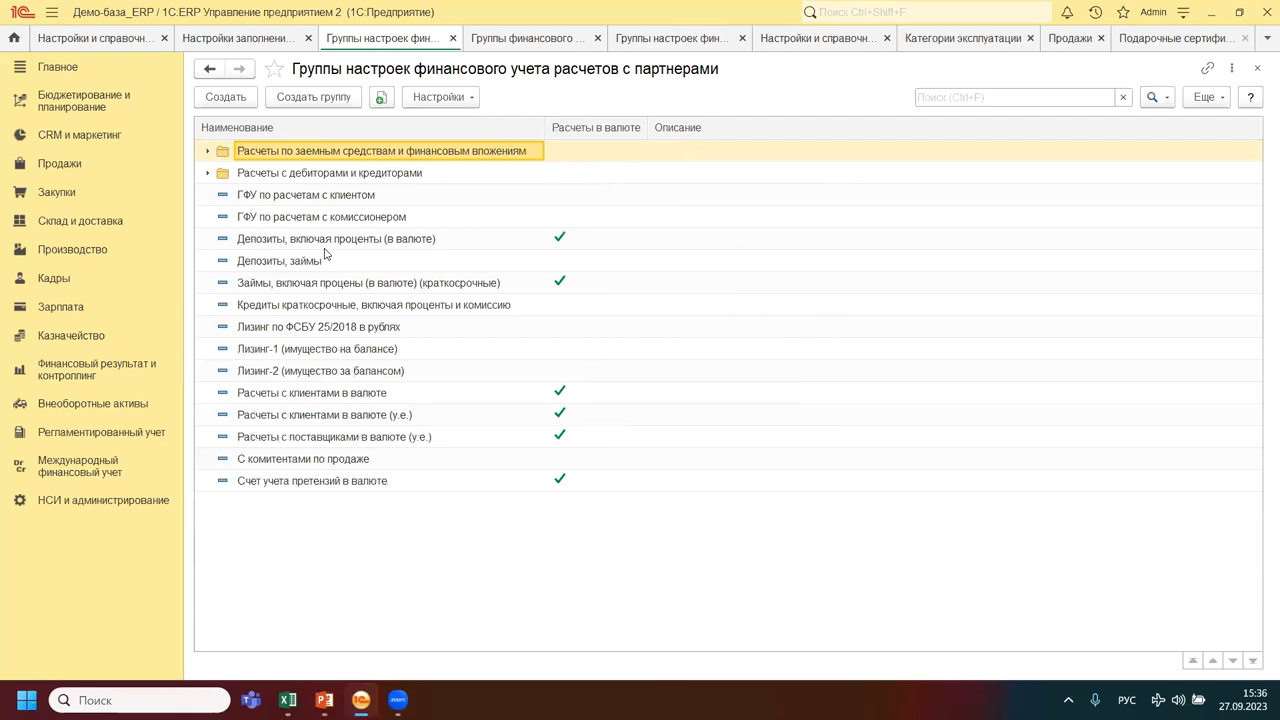 Демо-база_ERP / 1С:ERP Управление предприятием 2 (1С:Предприятие)
Поиск Ctrl+Shift+F
Admin
Настройки и справочн...
Настройки заполнени...
Группы настроек фин...
Группы финансового ...
Группы настроек фин...
Настройки и справочн...
Категории эксплуатации
Продажи
Подарочные сертифи...
Главное
Бюджетирование и
планирование
CRM и маркетинг
Продажи
Закупки
Склад и доставка
Производство
Кадры
Зарплата
Казначейство
Финансовый результат и
контроллинг
Внеоборотные активы
Регламентированный учет
Международный
финансовый учет
НСИ и администрирование
Группы настроек финансового учета расчетов с партнерами
Создать
Создать группу
Настройки
Поиск (Ctrl+F)
Еще
?
Наименование
Расчеты в валюте
Описание
Расчеты по заемным средствам и финансовым вложениям
Расчеты с дебиторами и кредиторами
ГФУ по расчетам с клиентом
ГФУ по расчетам с комиссионером
Депозиты, включая проценты (в валюте)
Депозиты, займы
Займы, включая процены (в валюте) (краткосрочные)
Кредиты краткосрочные, включая проценты и комиссию
Лизинг по ФСБУ 25/2018 в рублях
Лизинг-1 (имущество на балансе)
Лизинг-2 (имущество за балансом)
Расчеты с клиентами в валюте
Расчеты с клиентами в валюте (у.е.)
Расчеты с поставщиками в валюте (у.е.)
С комитентами по продаже
Счет учета претензий в валюте
Поиск
zoom
РУС
15:36
27.09.2023